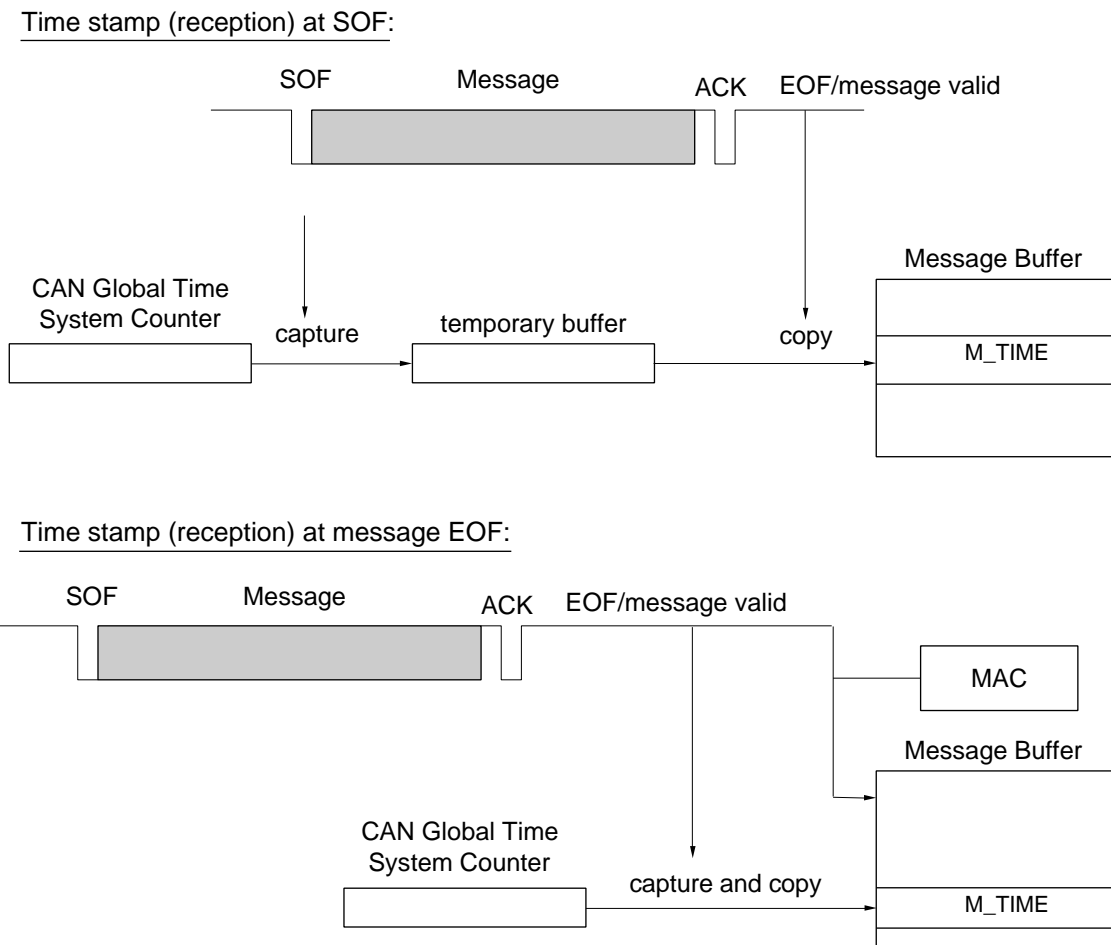 Time stamp (reception) at SOF:
SOF
Message
ACK
EOF/message valid
Message Buffer
CAN Global Time
System Counter
capture
temporary buffer
copy
M_TIME
Time stamp (reception) at message EOF:
SOF
Message
ACK
EOF/message valid
MAC
Message Buffer
CAN Global Time
System Counter
capture and copy
M_TIME